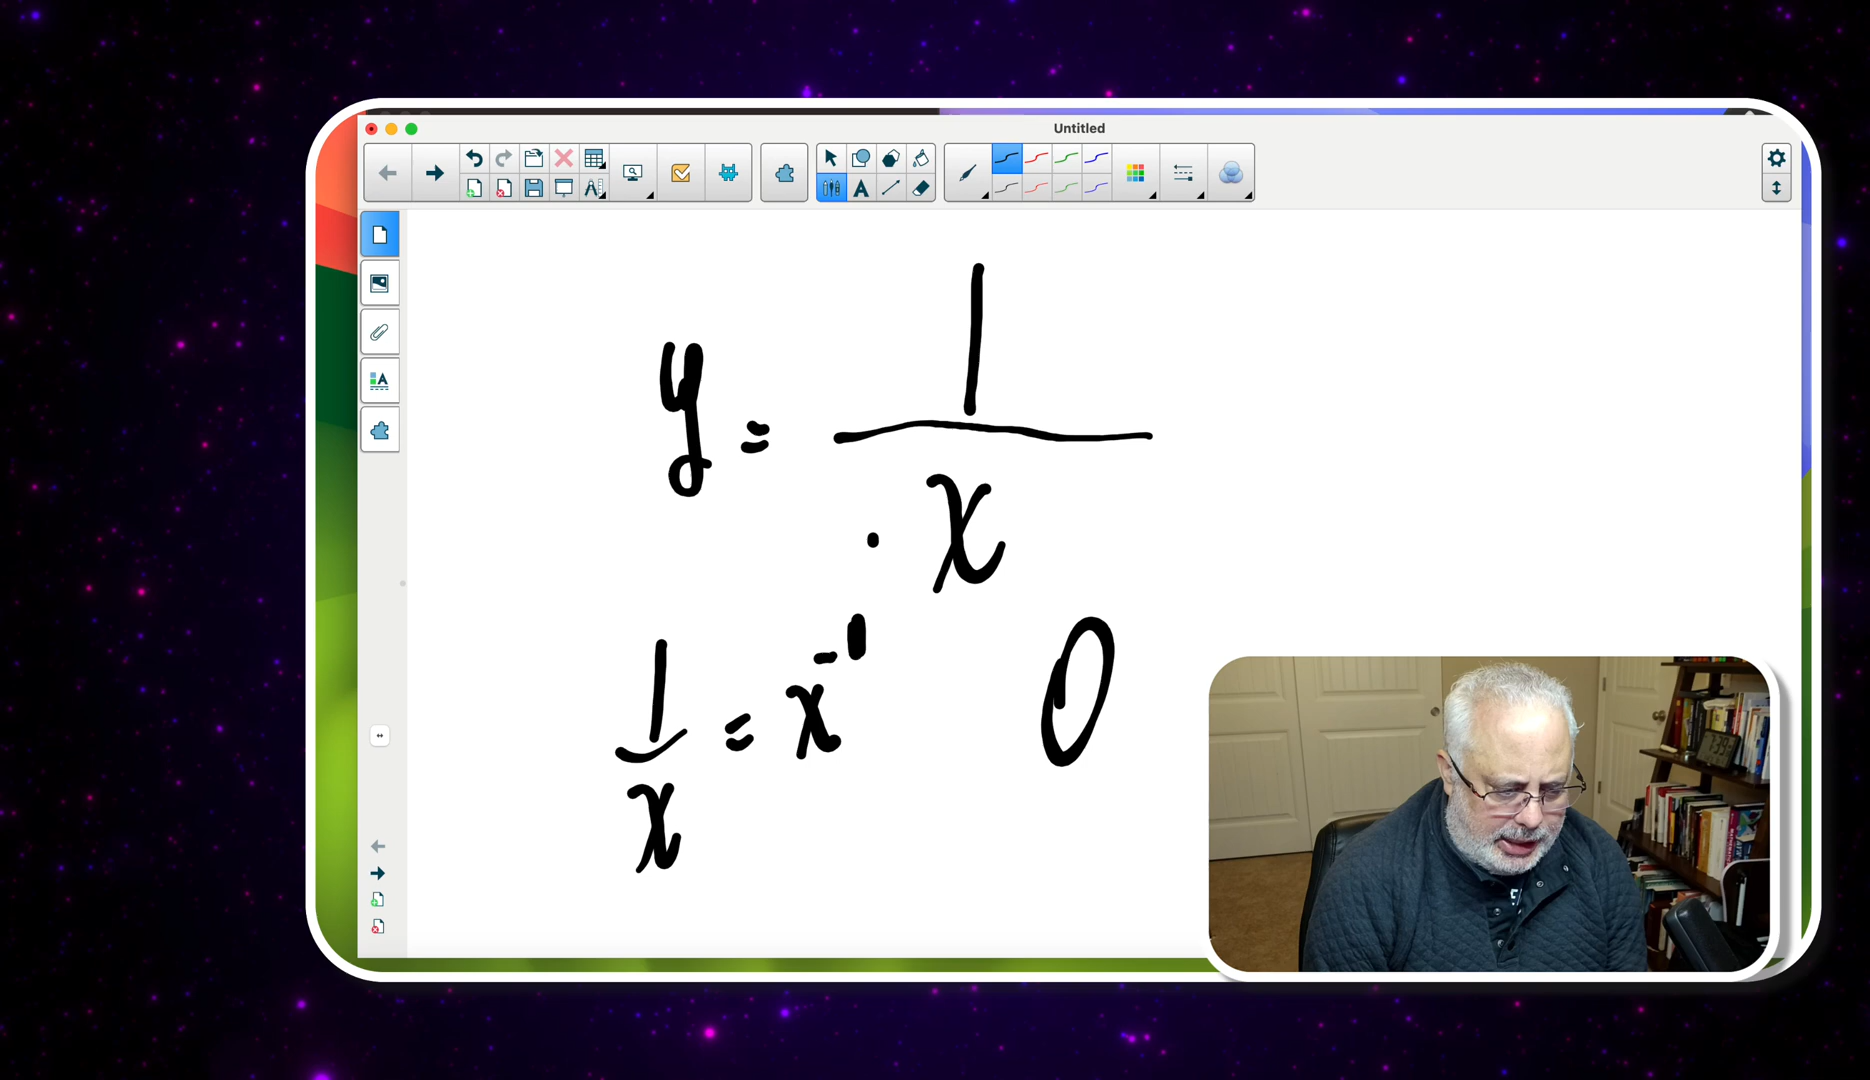 Untitled
y = 1/x
1/x = x⁻¹ 0